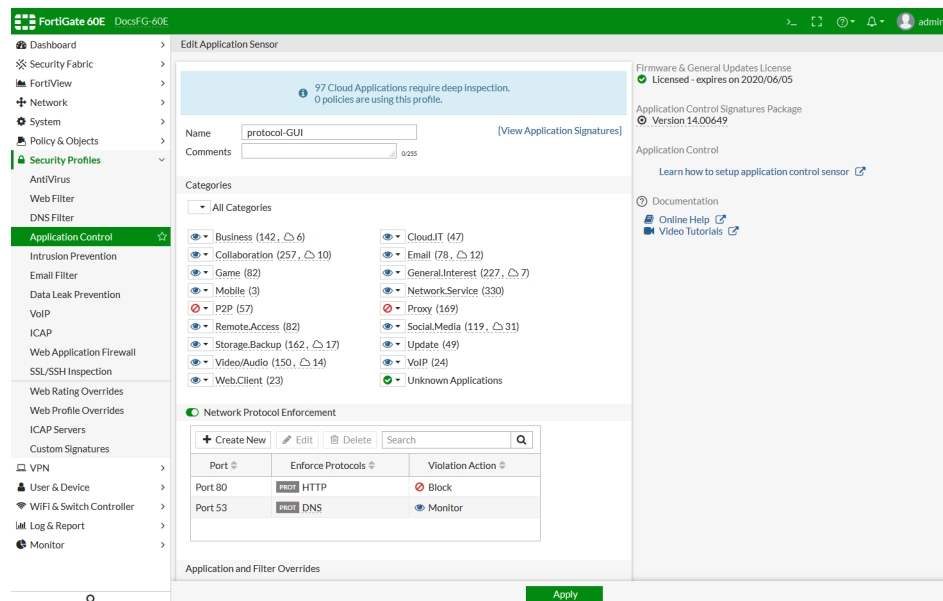 FortiGate 60E DocsFG-60E
>_ admin
Dashboard
Security Fabric
FortiView
Network
System
Policy & Objects
Security Profiles
AntiVirus
Web Filter
DNS Filter
Application Control
Intrusion Prevention
Email Filter
Data Leak Prevention
VoIP
ICAP
Web Application Firewall
SSL/SSH Inspection
Web Rating Overrides
Web Profile Overrides
ICAP Servers
Custom Signatures
VPN
User & Device
WiFi & Switch Controller
Log & Report
Monitor
Edit Application Sensor
97 Cloud Applications require deep inspection.
0 policies are using this profile.
Name protocol-GUI [View Application Signatures]
Comments 0/255
Categories
All Categories
Business (142, 6) Cloud.IT (47)
Collaboration (257, 10) Email (78, 12)
Game (82) General.Interest (227, 7)
Mobile (3) Network.Service (330)
P2P (57) Proxy (169)
Remote.Access (82) Social.Media (119, 31)
Storage.Backup (162, 17) Update (49)
Video/Audio (150, 14) VoIP (24)
Web.Client (23) Unknown Applications
Network Protocol Enforcement
+ Create New Edit Delete Search
Port Enforce Protocols Violation Action
Port 80 PROT HTTP Block
Port 53 PROT DNS Monitor
Application and Filter Overrides
Apply
Firmware & General Updates License
Licensed - expires on 2020/06/05
Application Control Signatures Package
Version 14.00649
Application Control
Learn how to setup application control sensor
Documentation
Online Help
Video Tutorials